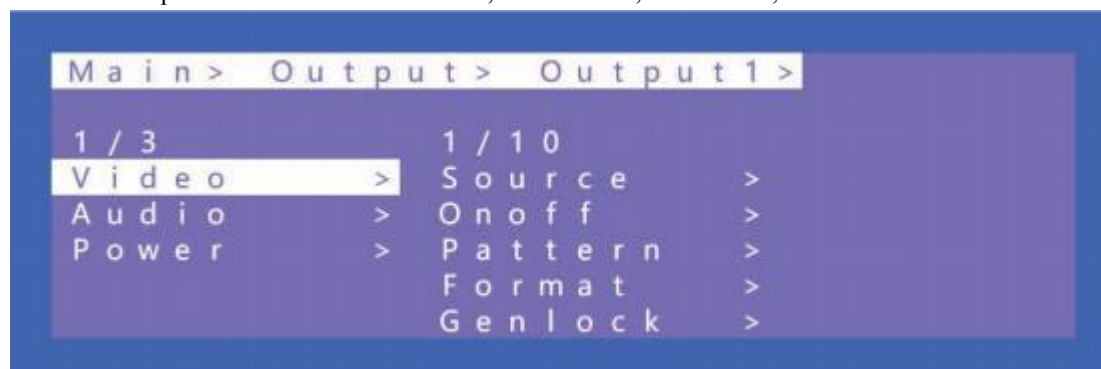 Main> Output> Output1>
1/3 1/10
Video > Source >
Audio > Onoff >
Power > Pattern >
Format >
Genlock >